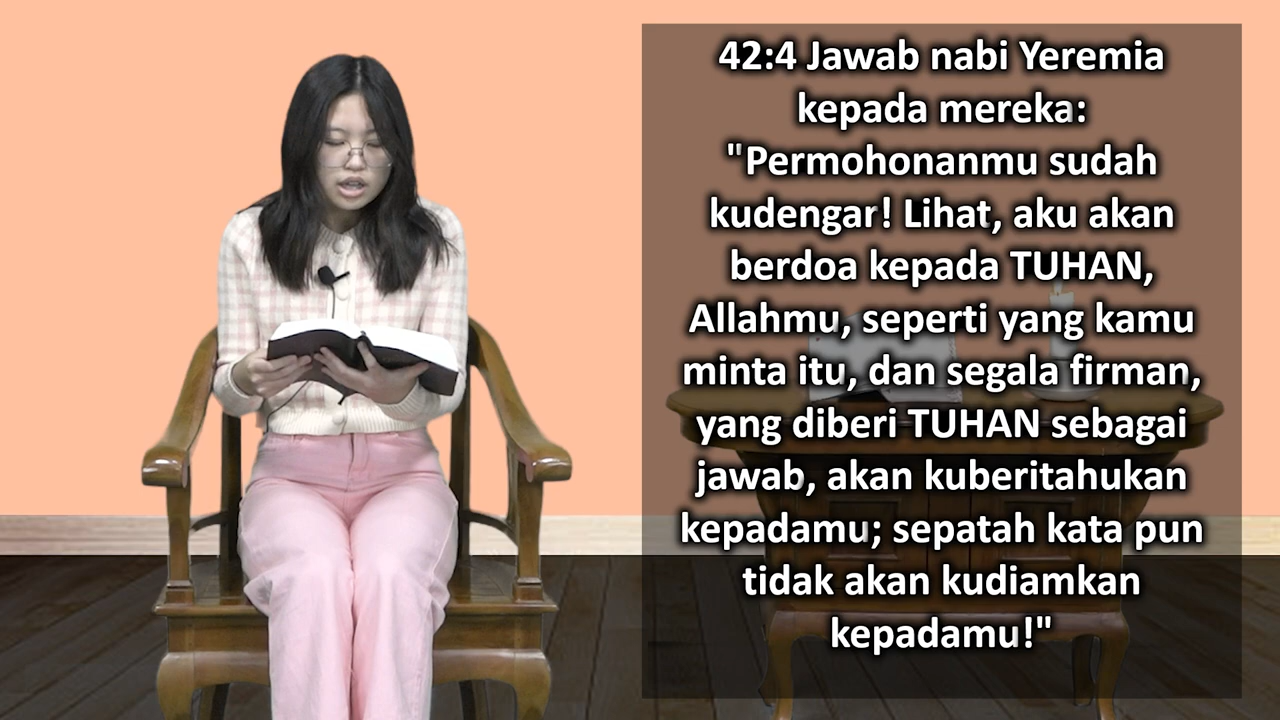 42:4 Jawab nabi Yeremia
kepada mereka:
"Permohonanmu sudah
kudengar! Lihat, aku akan
berdoa kepada TUHAN,
Allahmu, seperti yang kamu
minta itu, dan segala firman,
yang diberi TUHAN sebagai
jawab, akan kuberitahukan
kepadamu; sepatah kata pun
tidak akan kudiamkan
kepadamu!"